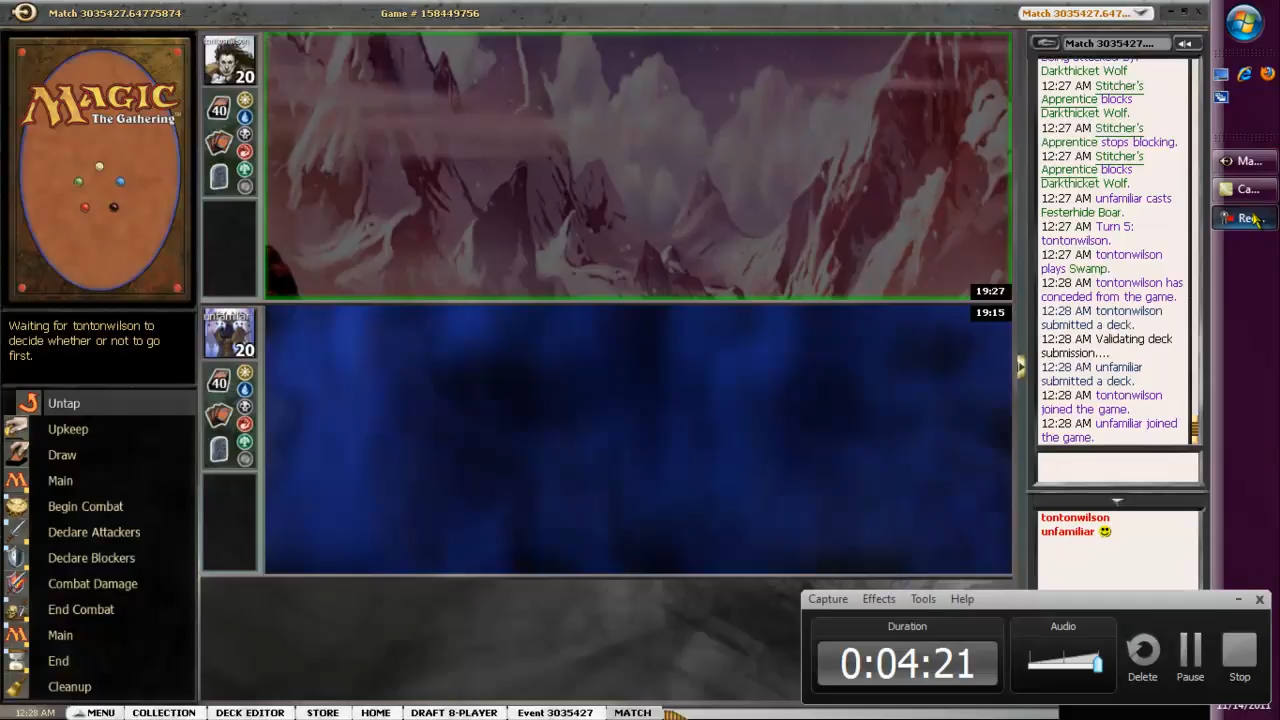 Match 3035427.64775874
Game # 158449756
Match 3035427.647...
MAGIC
The Gathering
tontonwilson
20
40
19:27
Waiting for tontonwilson to
decide whether or not to go
first.
unfamiliar
20
40
19:15
Untap
Upkeep
Draw
Main
Begin Combat
Declare Attackers
Declare Blockers
Combat Damage
End Combat
Main
End
Cleanup
Match 3035427....
being attacked by:
Darkthicket Wolf
12:27 AM Stitcher's
Apprentice blocks
Darkthicket Wolf.
12:27 AM Stitcher's
Apprentice stops blocking.
12:27 AM Stitcher's
Apprentice blocks
Darkthicket Wolf.
12:27 AM unfamiliar casts
Festerhide Boar.
12:27 AM Turn 5:
tontonwilson.
12:27 AM tontonwilson
plays Swamp.
12:28 AM tontonwilson has
conceded from the game.
12:28 AM tontonwilson
submitted a deck.
12:28 AM Validating deck
submission....
12:28 AM unfamiliar
submitted a deck.
12:28 AM tontonwilson
joined the game.
12:28 AM unfamiliar joined
the game.
tontonwilson
unfamiliar
Ma...
Ca...
Rec...
Capture Effects Tools Help
Duration
0:04:21
Audio
Delete
Pause
Stop
12:28 AM
MENU
COLLECTION
DECK EDITOR
STORE
HOME
DRAFT 8-PLAYER
Event 3035427
MATCH
11/14/2011